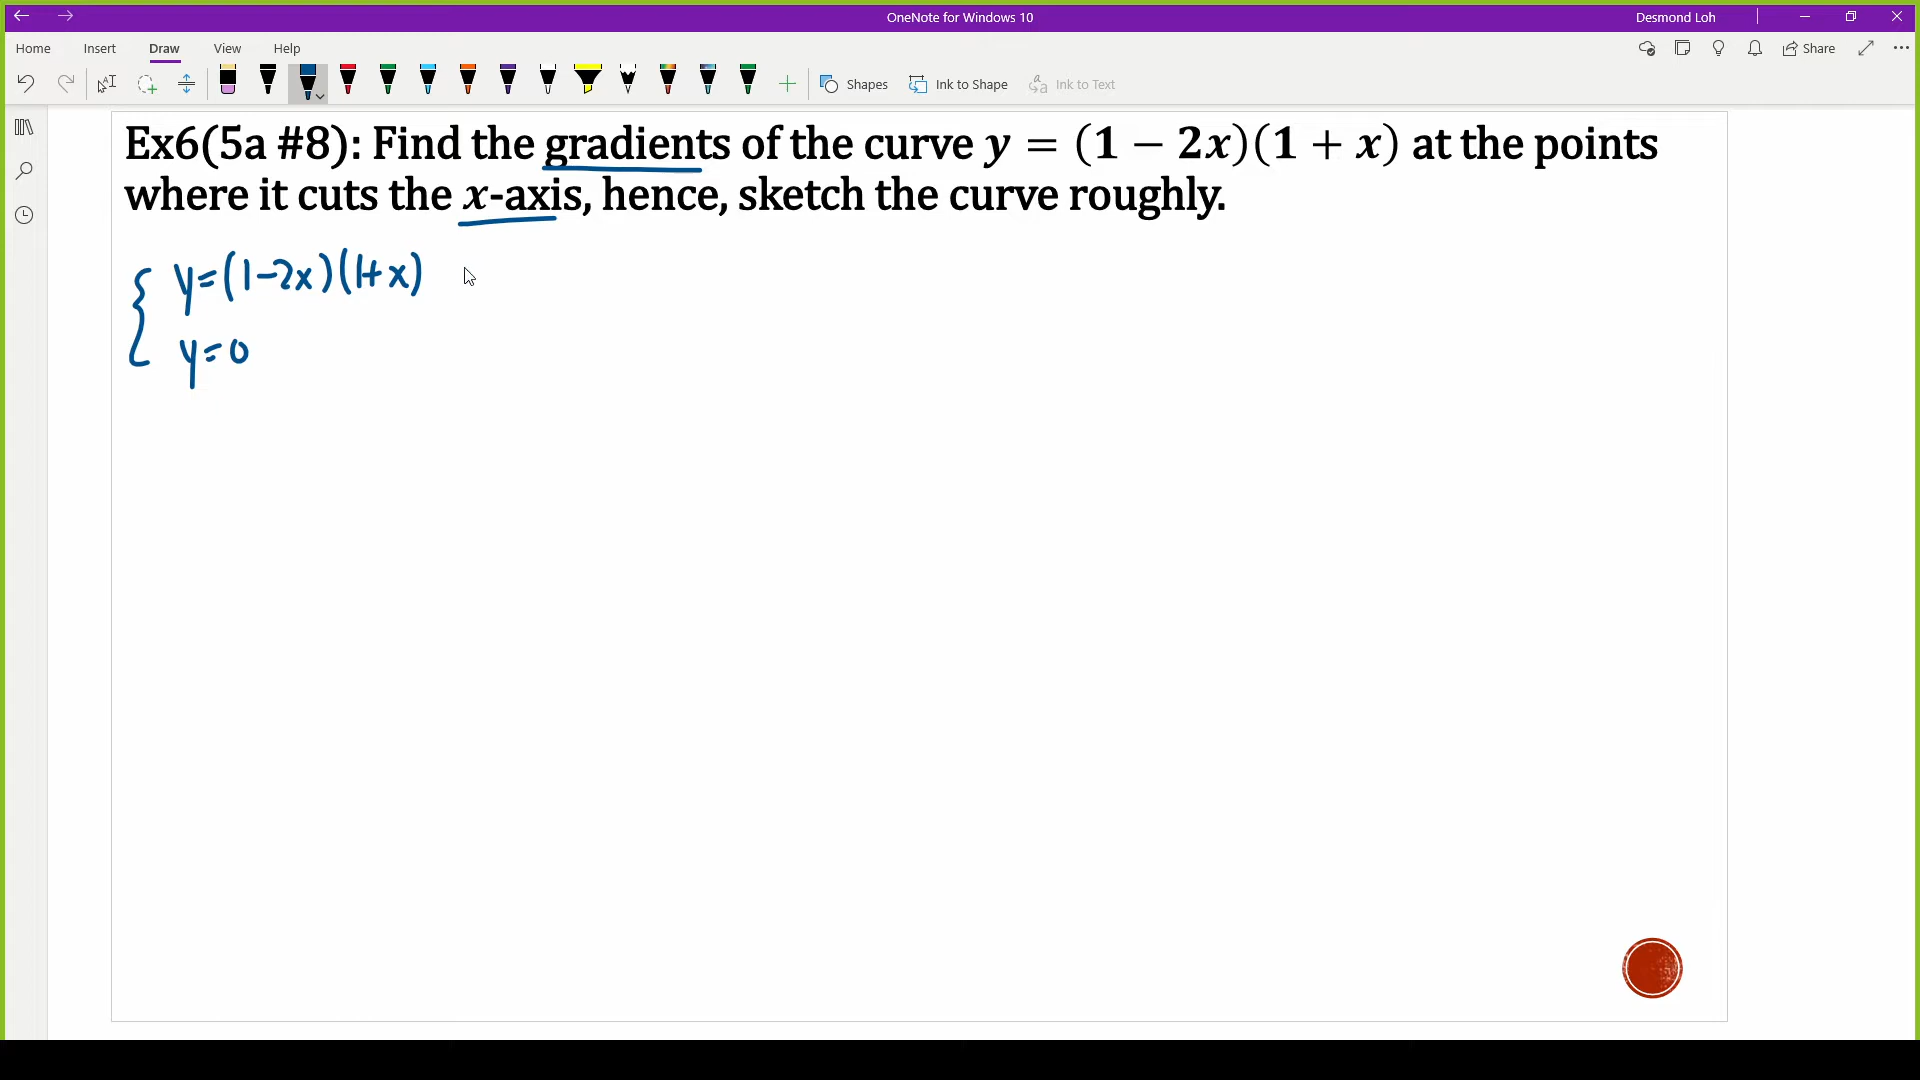 OneNote for Windows 10
Desmond Loh
Home Insert Draw View Help
Share
Shapes Ink to Shape Ink to Text
Ex6(5a #8): Find the gradients of the curve y = (1 − 2x)(1 + x) at the points
where it cuts the x-axis, hence, sketch the curve roughly.
y=(1-2x)(1+x)
y=0